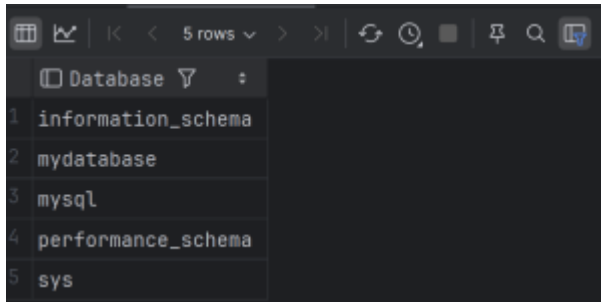 5 rows
Database
1 information_schema
2 mydatabase
3 mysql
4 performance_schema
5 sys